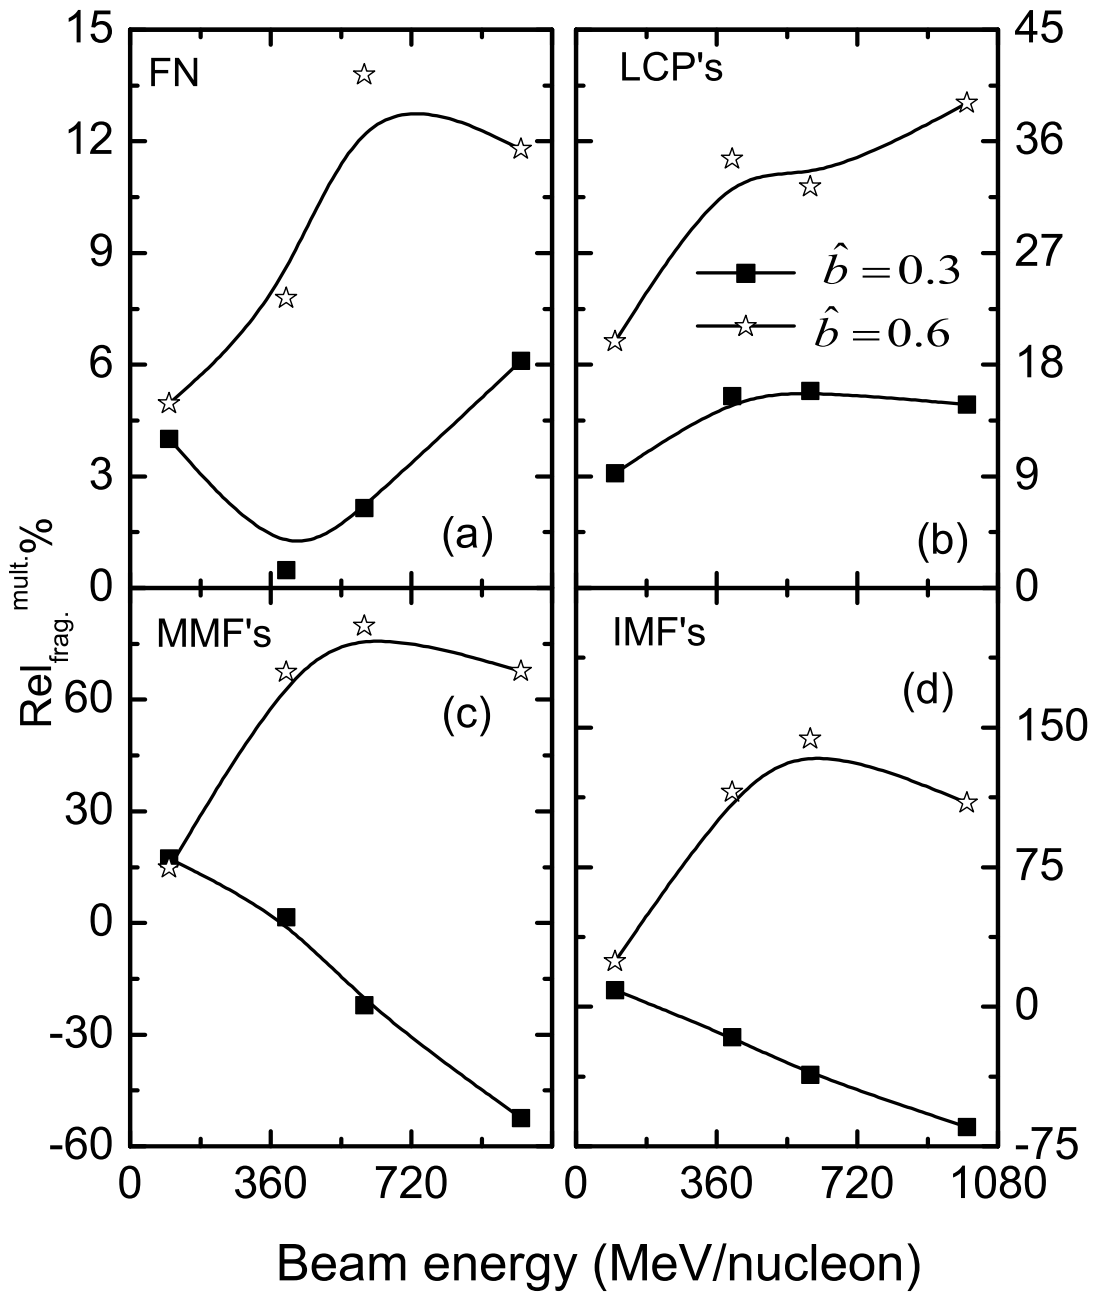 15
12
9
6
3
0
FN
(a)
LCP's
b̂ = 0.3
b̂ = 0.6
(b)
45
36
27
18
9
0
Rel_frag.^mult.%
60
30
0
-30
-60
MMF's
(c)
IMF's
(d)
150
75
0
-75
0 360 720 0 360 720 1080
Beam energy (MeV/nucleon)